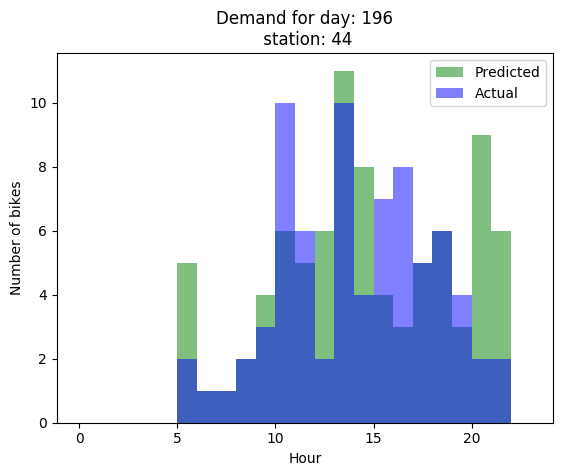 Demand for day: 196
station: 44
Predicted
Actual
Number of bikes
10
8
6
4
2
0
0 5 10 15 20
Hour